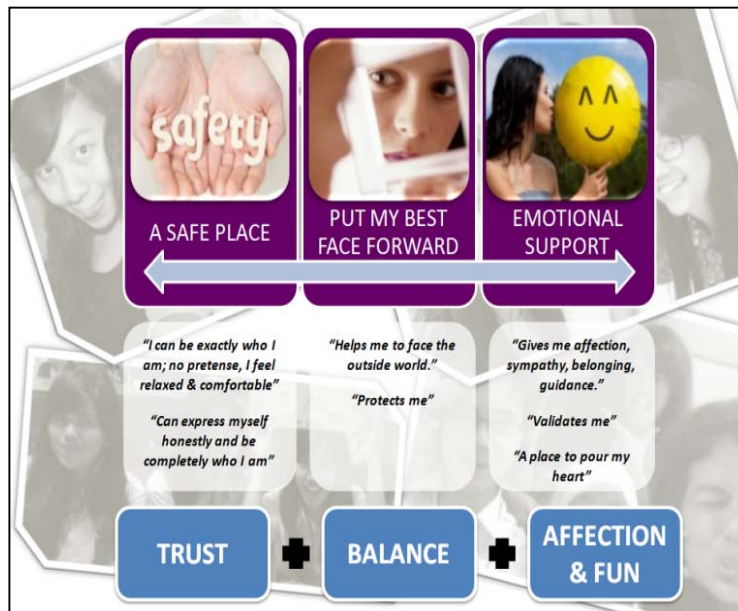 safety
A SAFE PLACE
PUT MY BEST
FACE FORWARD
EMOTIONAL
SUPPORT
“I can be exactly who I
am; no pretense, I feel
relaxed & comfortable”
“Can express myself
honestly and be
completely who I am”
“Helps me to face the
outside world.”
“Protects me”
“Gives me affection,
sympathy, belonging,
guidance.”
“Validates me”
“A place to pour my
heart”
TRUST
BALANCE
AFFECTION
& FUN